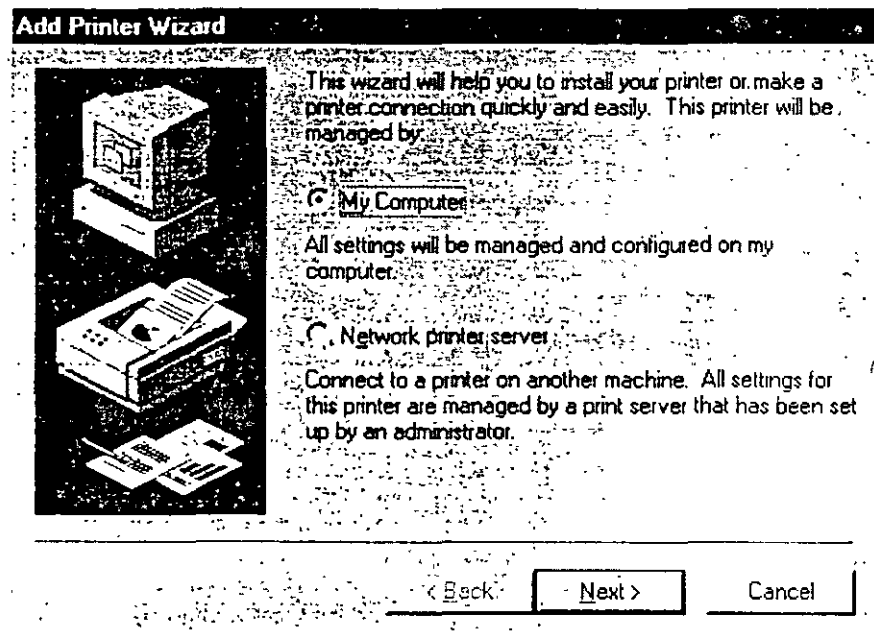 Add Printer Wizard
This wizard will help you to install your printer or make a
printer connection quickly and easily. This printer will be
managed by:
My Computer
All settings will be managed and configured on my
computer.
Network printer server
Connect to a printer on another machine. All settings for
this printer are managed by a print server that has been set
up by an administrator.
< Back Next > Cancel